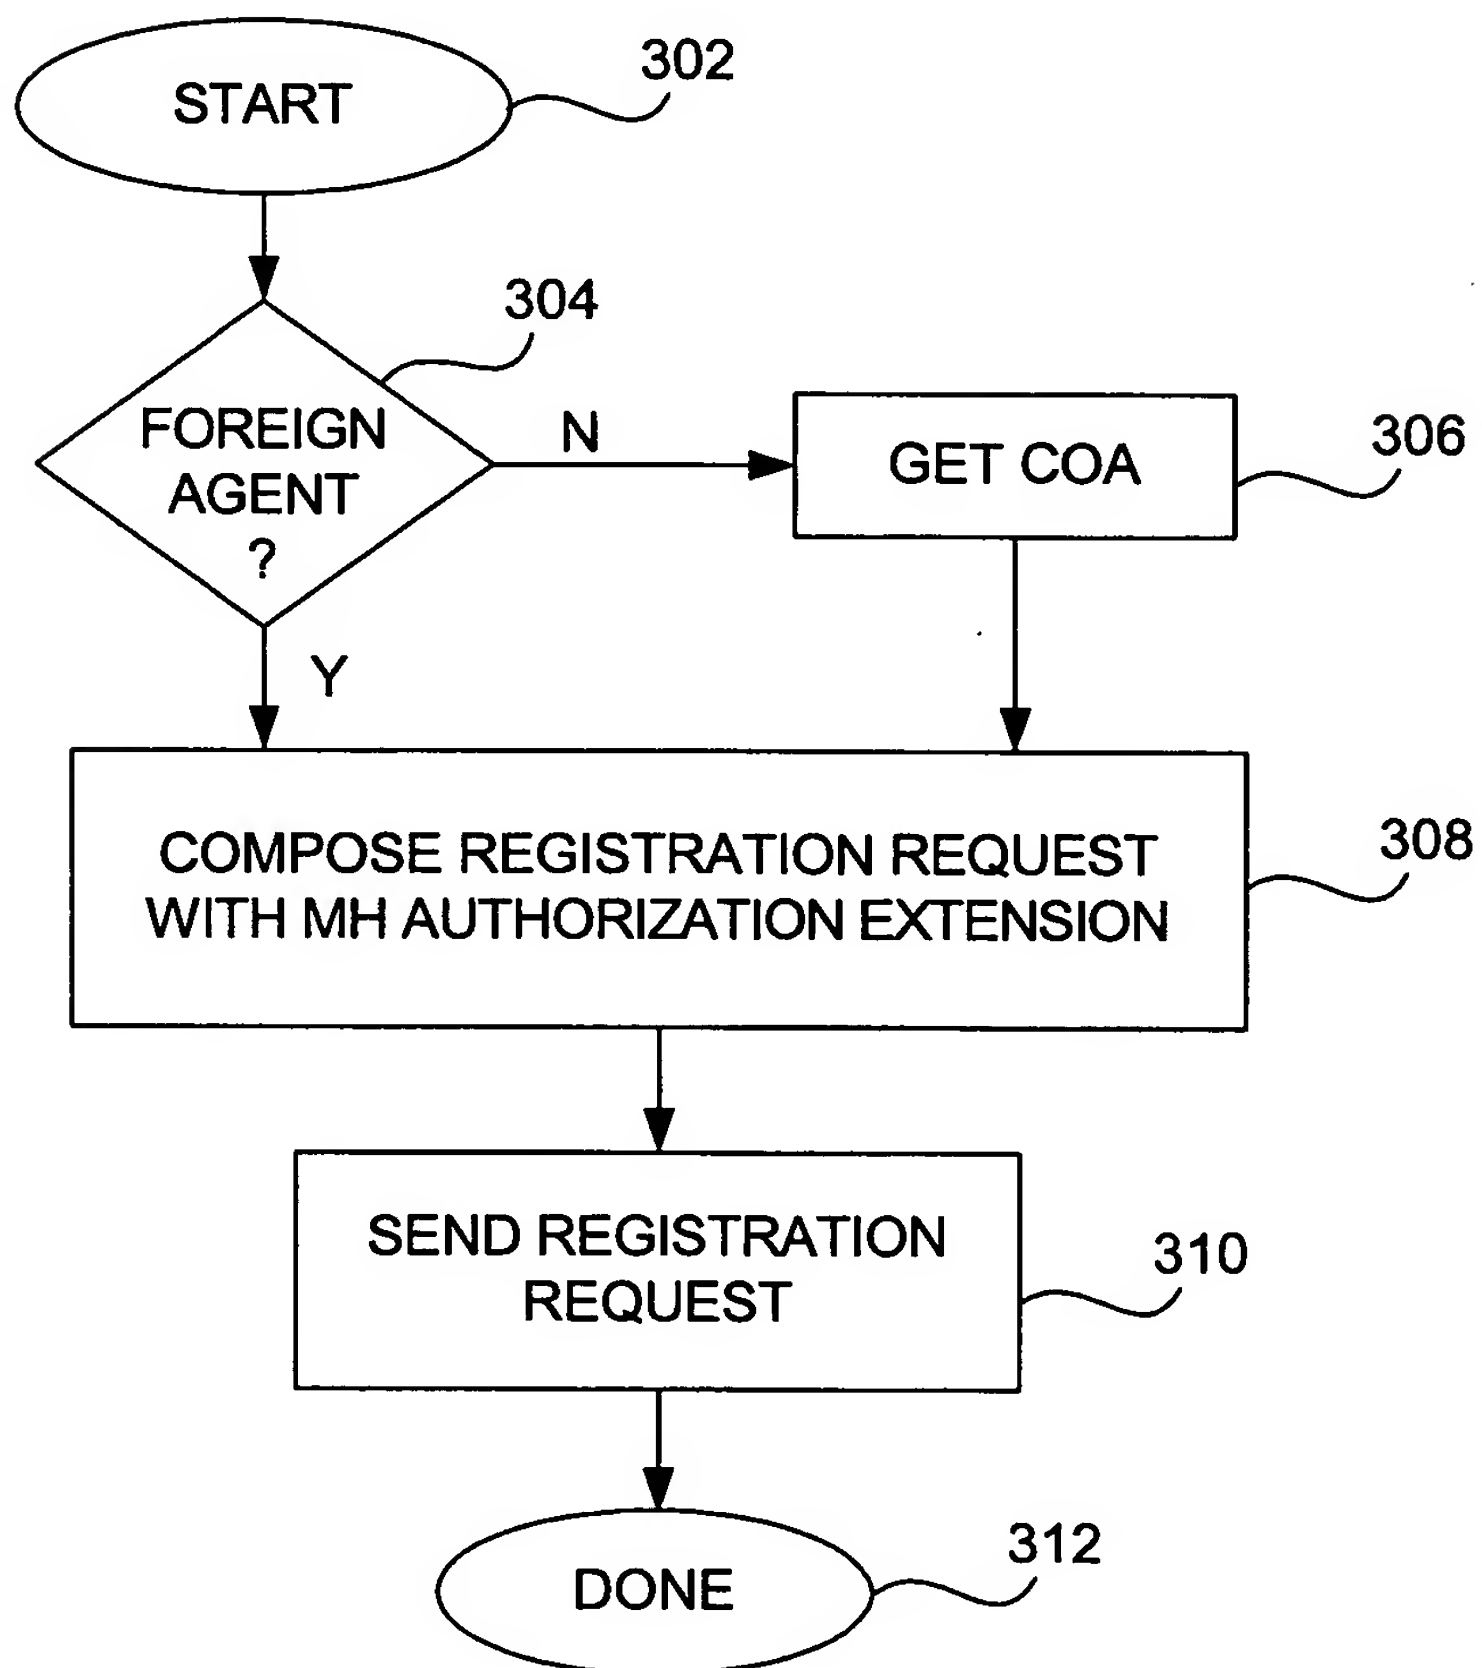 START
302
304
FOREIGN
AGENT
?
N
GET COA
306
Y
COMPOSE REGISTRATION REQUEST
WITH MH AUTHORIZATION EXTENSION
308
SEND REGISTRATION
REQUEST
310
DONE
312